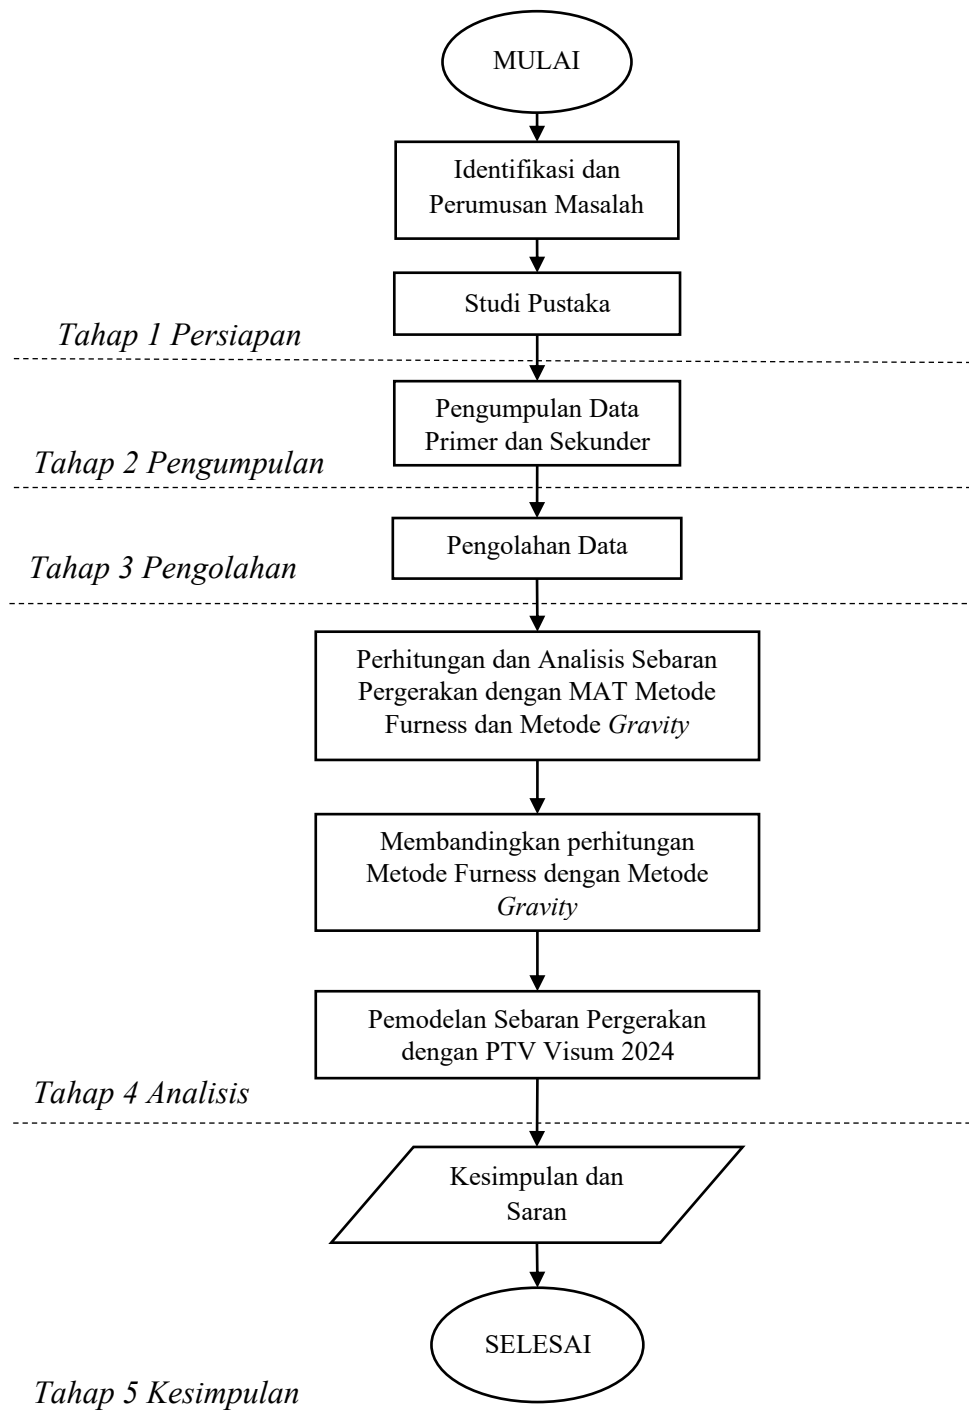 MULAI
Identifikasi dan
Perumusan Masalah
Studi Pustaka
Tahap 1 Persiapan
Pengumpulan Data
Primer dan Sekunder
Tahap 2 Pengumpulan
Pengolahan Data
Tahap 3 Pengolahan
Perhitungan dan Analisis Sebaran
Pergerakan dengan MAT Metode
Furness dan Metode Gravity
Membandingkan perhitungan
Metode Furness dengan Metode
Gravity
Pemodelan Sebaran Pergerakan
dengan PTV Visum 2024
Tahap 4 Analisis
Kesimpulan dan
Saran
SELESAI
Tahap 5 Kesimpulan